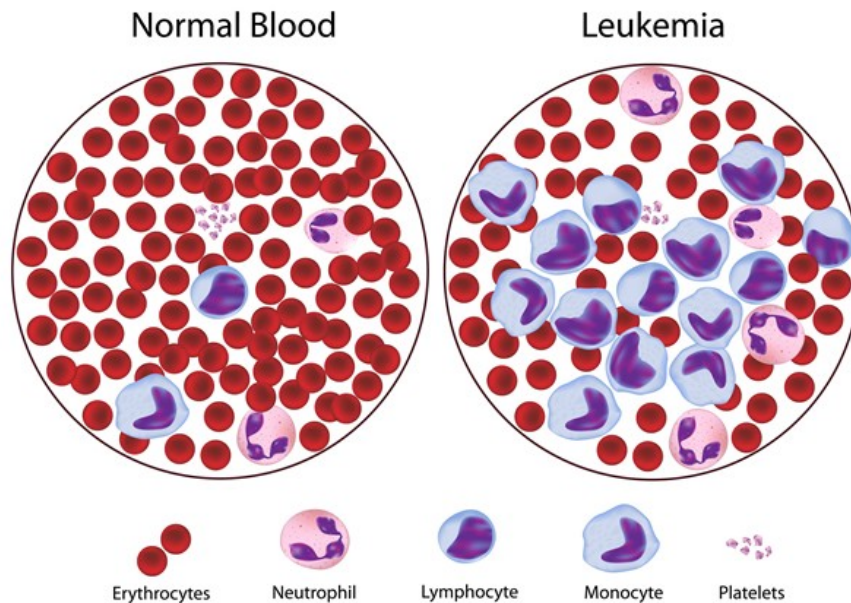 Normal Blood
Leukemia
Erythrocytes
Neutrophil
Lymphocyte
Monocyte
Platelets